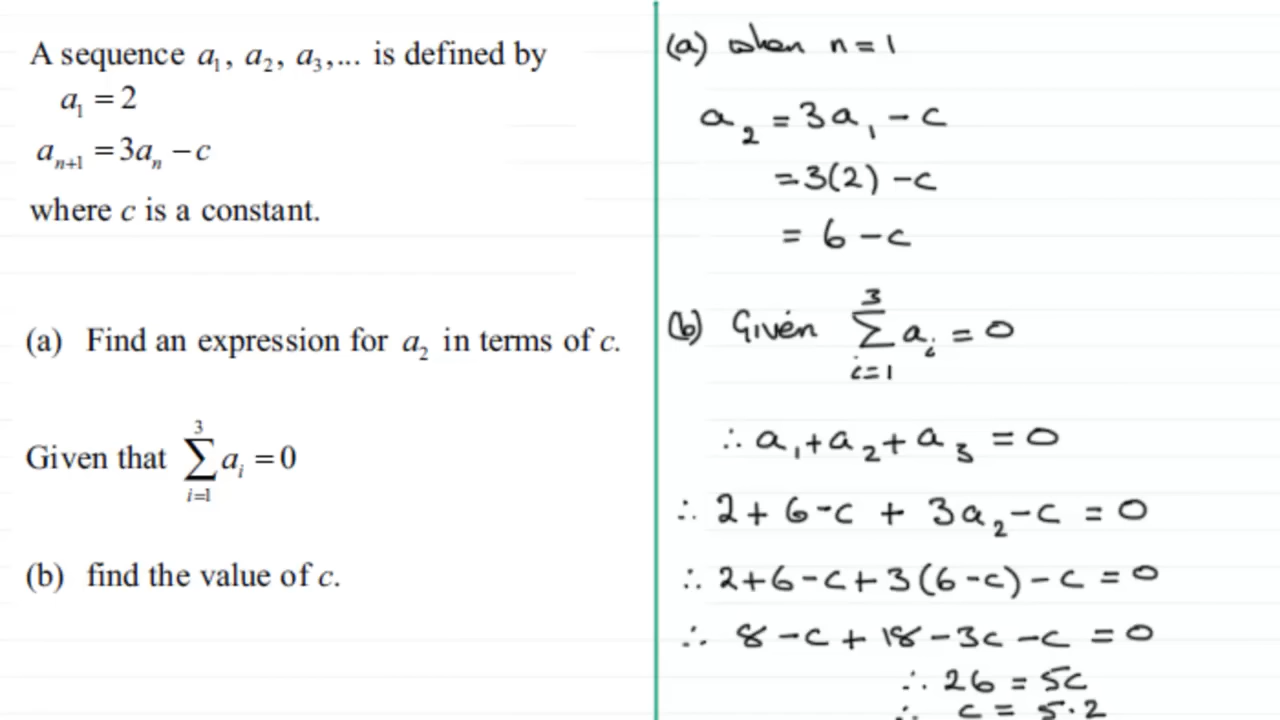 A sequence a₁, a₂, a₃,... is defined by
a₁ = 2
aₙ₊₁ = 3aₙ − c
where c is a constant.
(a) Find an expression for a₂ in terms of c.
Given that ∑_{i=1}^{3} aᵢ = 0
(b) find the value of c.
(a) when n = 1
a₂ = 3a₁ − c
= 3(2) − c
= 6 − c
(b) Given ∑_{i=1}^{3} aᵢ = 0
∴ a₁ + a₂ + a₃ = 0
∴ 2 + 6 − c + 3a₂ − c = 0
∴ 2 + 6 − c + 3(6 − c) − c = 0
∴ 8 − c + 18 − 3c − c = 0
∴ 26 = 5c
∴ c = 5.2